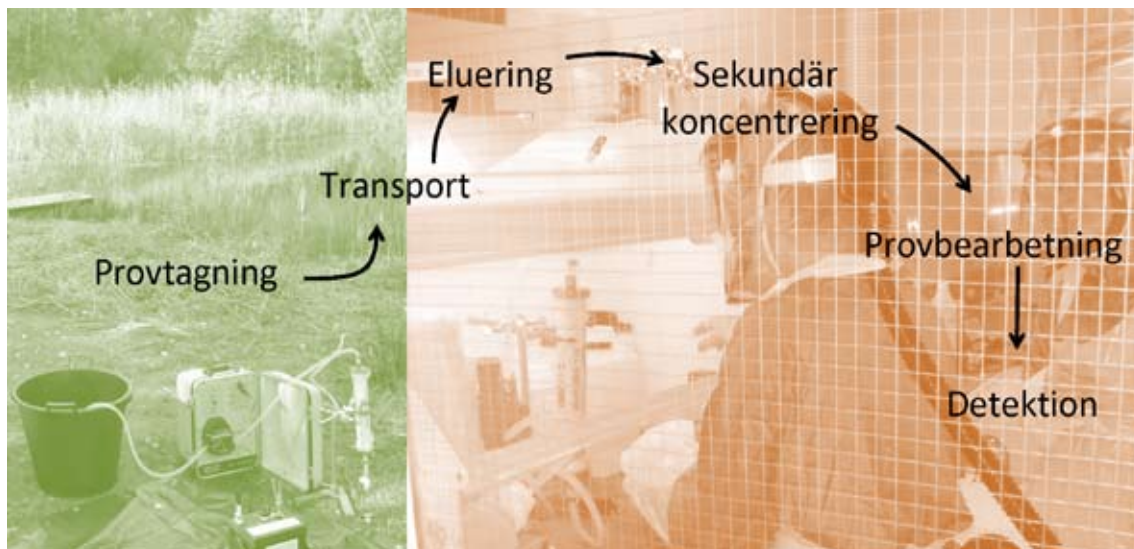 Provtagning
Transport
Eluering
Sekundär
koncentrering
Provbearbetning
Detektion